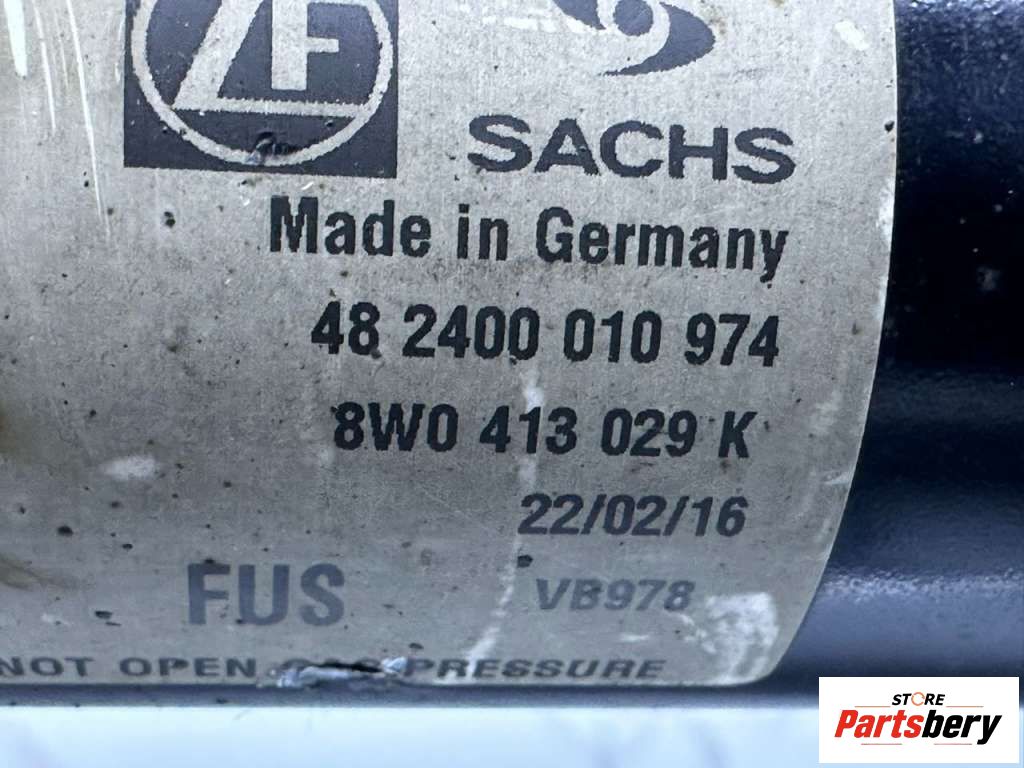 ZF
SACHS
Made in Germany
48 2400 010 974
8W0 413 029 K
22/02/16
FUS
VB978
NOT OPEN GAS PRESSURE
STORE
Partsbery